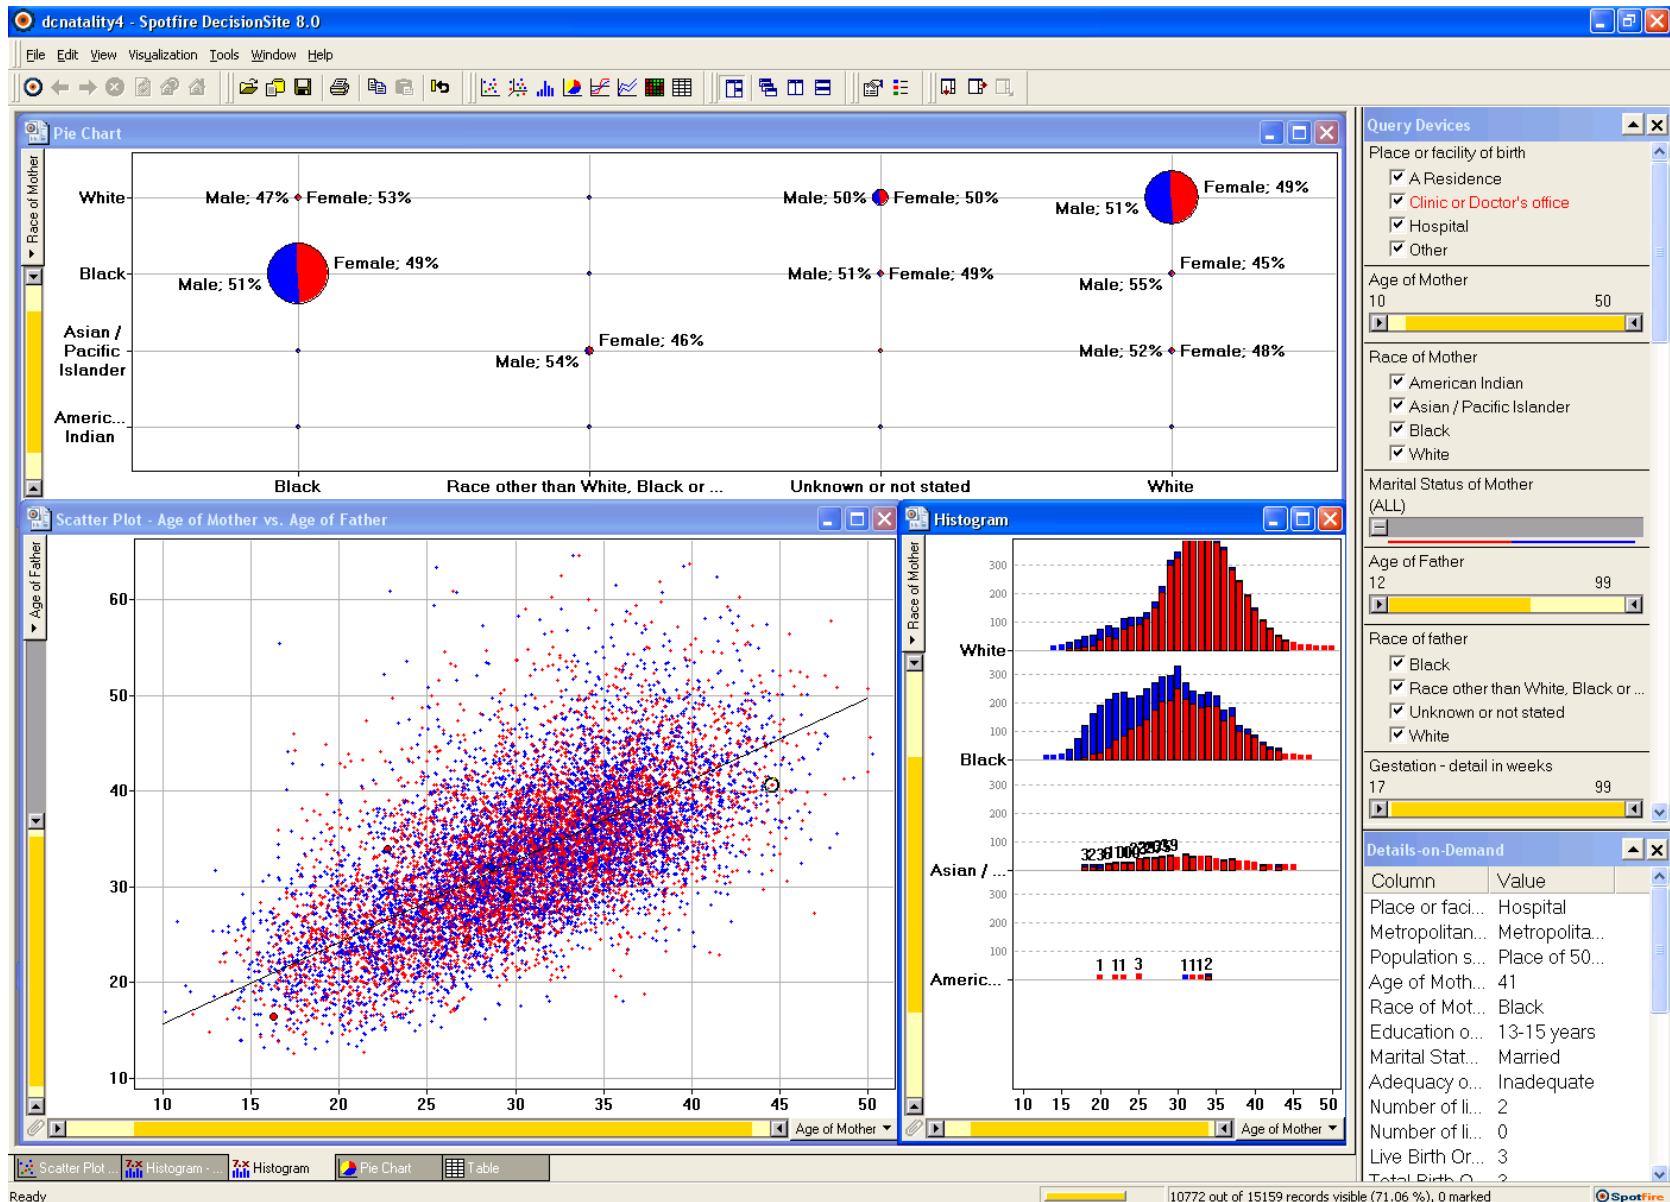 dcnatality4 - Spotfire DecisionSite 8.0
File Edit View Visualization Tools Window Help
Pie Chart
Race of Mother
White
Male; 47% Female; 53%
Male; 50% Female; 50%
Male; 51% Female; 49%
Black
Male; 51% Female; 49%
Male; 51% Female; 49%
Male; 55% Female; 45%
Asian /
Pacific
Islander
Male; 54% Female; 46%
Male; 52% Female; 48%
Americ...
Indian
Black Race other than White, Black or ... Unknown or not stated White
Scatter Plot - Age of Mother vs. Age of Father
Age of Father
60
50
40
30
20
10
10 15 20 25 30 35 40 45 50
Age of Mother
Histogram
Race of Mother
300
200
100
White
300
200
100
Black
300
200
100
Asian / ...
300
200
100
1 11 3 1112
Americ...
10 15 20 25 30 35 40 45 50
Age of Mother
Query Devices
Place or facility of birth
A Residence
Clinic or Doctor's office
Hospital
Other
Age of Mother
10 50
Race of Mother
American Indian
Asian / Pacific Islander
Black
White
Marital Status of Mother
(ALL)
Age of Father
12 99
Race of father
Black
Race other than White, Black or ...
Unknown or not stated
White
Gestation - detail in weeks
17 99
Details-on-Demand
Column Value
Place or faci... Hospital
Metropolitan... Metropolita...
Population s... Place of 50...
Age of Moth... 41
Race of Mot... Black
Education o... 13-15 years
Marital Stat... Married
Adequacy o... Inadequate
Number of li... 2
Number of li... 0
Live Birth Or... 3
Total Birth O... 3
Scatter Plot ... 7.x Histogram - ... 7.x Histogram Pie Chart Table
Ready
10772 out of 15159 records visible (71.06 %), 0 marked
Spotfire